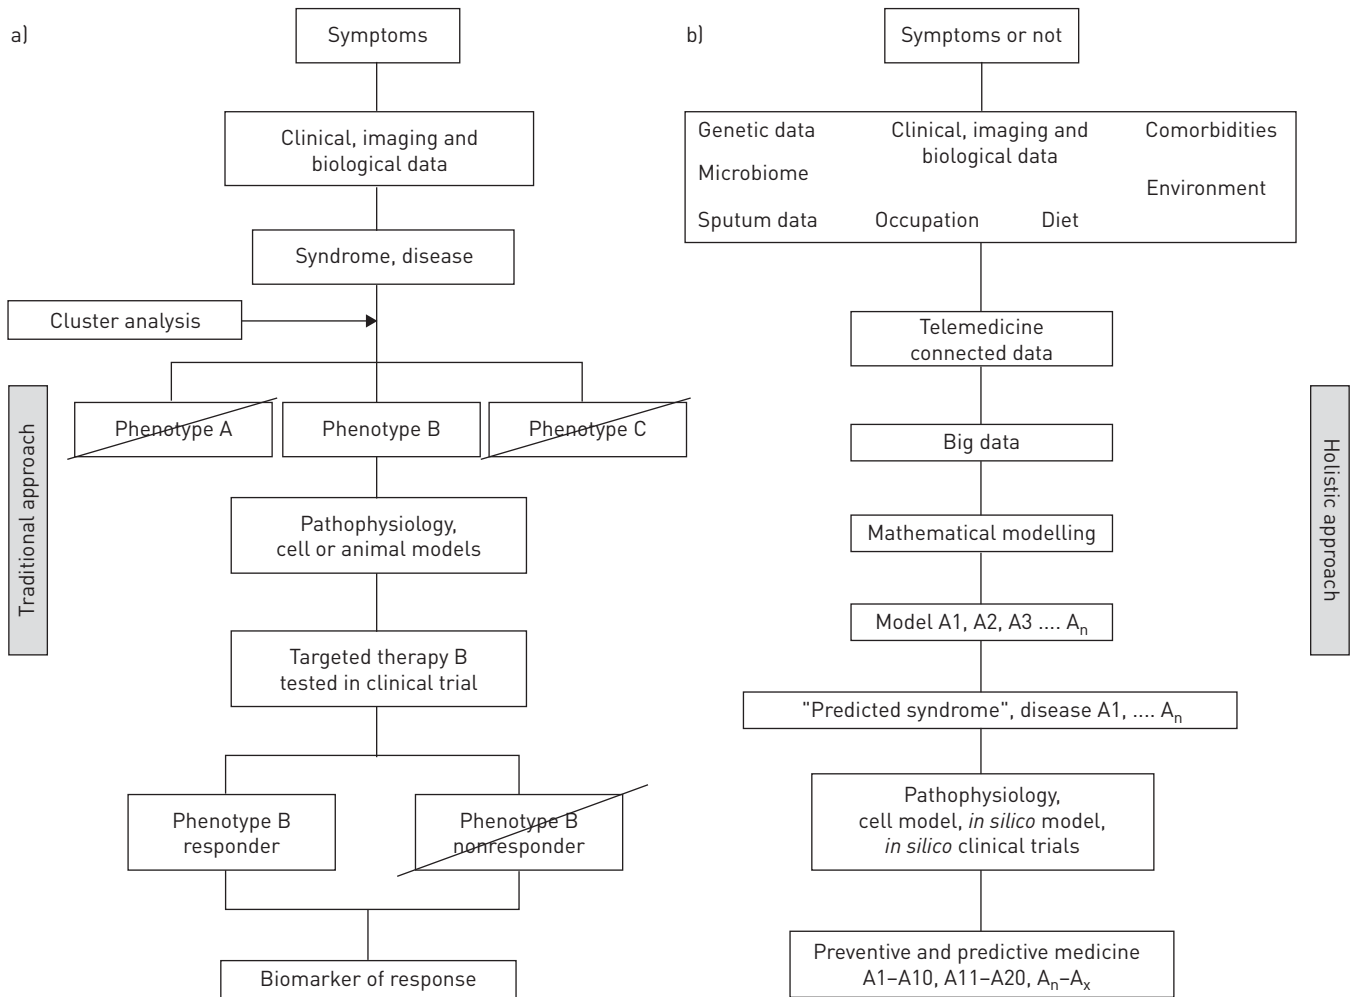 a)
Symptoms
Clinical, imaging and
biological data
Syndrome, disease
Cluster analysis
Traditional approach
Phenotype A
Phenotype B
Phenotype C
Pathophysiology,
cell or animal models
Targeted therapy B
tested in clinical trial
Phenotype B
responder
Phenotype B
nonresponder
Biomarker of response
b)
Symptoms or not
Genetic data
Clinical, imaging and
biological data
Comorbidities
Microbiome
Environment
Sputum data
Occupation
Diet
Telemedicine
connected data
Big data
Mathematical modelling
Model A1, A2, A3 .... Aₙ
"Predicted syndrome", disease A1, .... Aₙ
Pathophysiology,
cell model, in silico model,
in silico clinical trials
Preventive and predictive medicine
A1–A10, A11–A20, Aₙ–Aₓ
Holistic approach